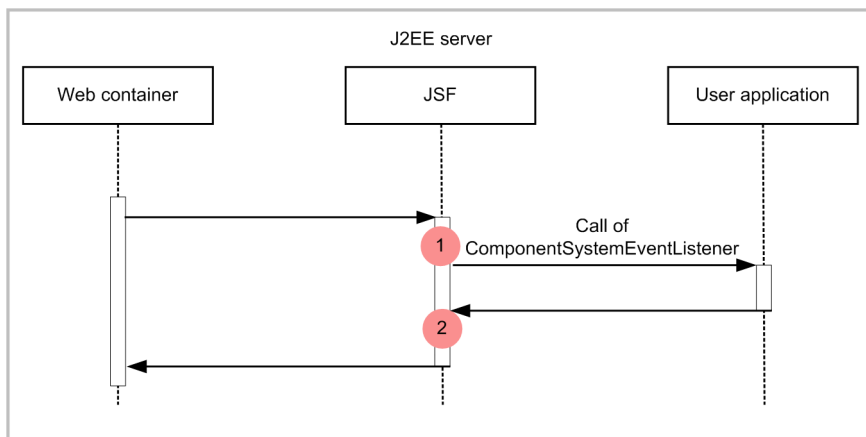 J2EE server
Web container
JSF
User application
1
Call of
ComponentSystemEventListener
2